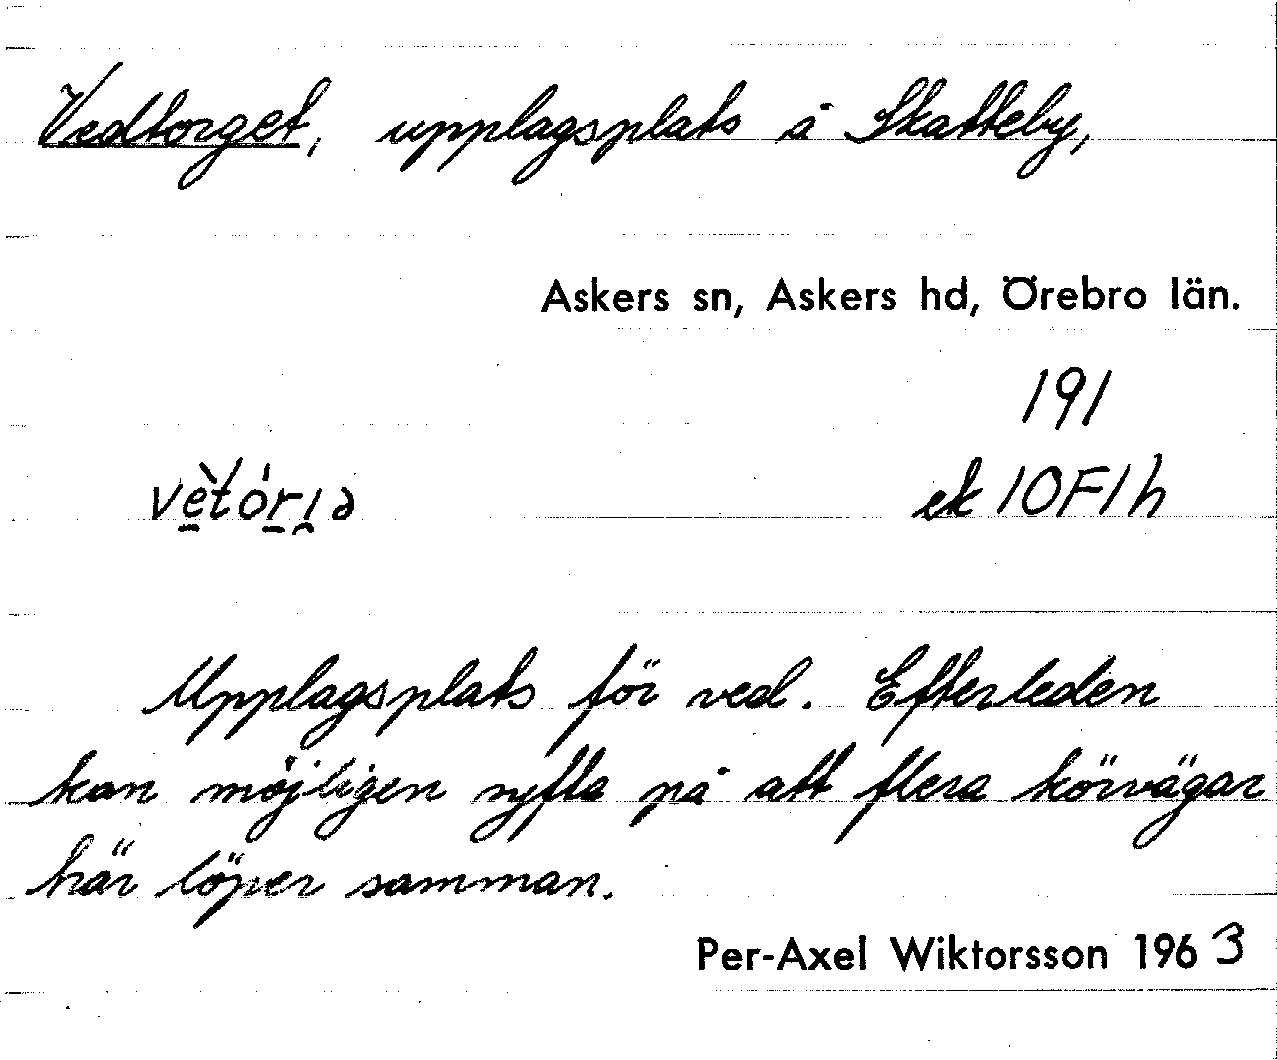 Vedtorget, upplagsplats å Skatteby,
Askers sn, Askers hd, Örebro län.
191
ek 10F1h
Upplagsplats för ved. Efterleden
kan möjligen syfta på att flera körvägar
här löper samman.
Per-Axel Wiktorsson 1963